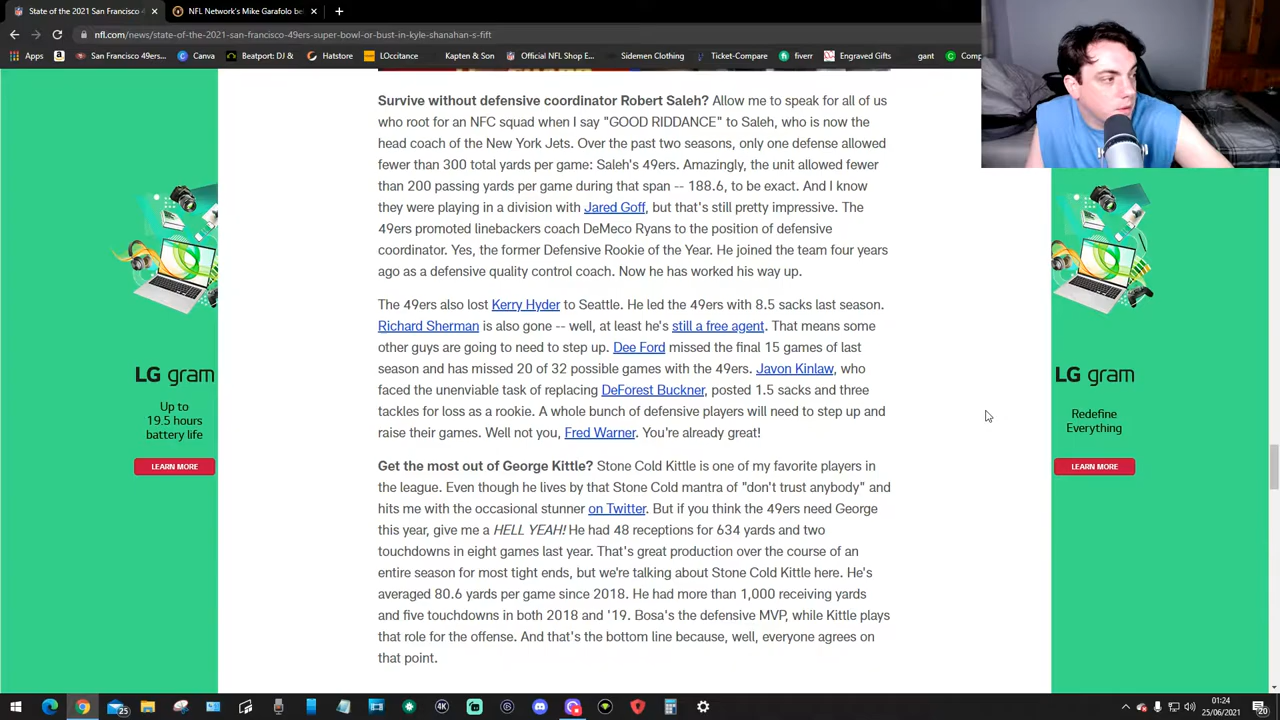 State of the 2021 San Francisco 4
NFL Network's Mike Garafolo bel
nfl.com/news/state-of-the-2021-san-francisco-49ers-super-bowl-or-bust-in-kyle-shanahan-s-fift
Apps
San Francisco 49ers...
Canva
Beatport: DJ &
Hatstore
LOccitane
Kapten & Son
Official NFL Shop E...
Sidemen Clothing
Ticket-Compare
fiverr
Engraved Gifts
gant
Comp
Survive without defensive coordinator Robert Saleh? Allow me to speak for all of us
who root for an NFC squad when I say "GOOD RIDDANCE" to Saleh, who is now the
head coach of the New York Jets. Over the past two seasons, only one defense allowed
fewer than 300 total yards per game: Saleh's 49ers. Amazingly, the unit allowed fewer
than 200 passing yards per game during that span -- 188.6, to be exact. And I know
they were playing in a division with Jared Goff, but that's still pretty impressive. The
49ers promoted linebackers coach DeMeco Ryans to the position of defensive
coordinator. Yes, the former Defensive Rookie of the Year. He joined the team four years
ago as a defensive quality control coach. Now he has worked his way up.
The 49ers also lost Kerry Hyder to Seattle. He led the 49ers with 8.5 sacks last season.
Richard Sherman is also gone -- well, at least he's still a free agent. That means some
other guys are going to need to step up. Dee Ford missed the final 15 games of last
season and has missed 20 of 32 possible games with the 49ers. Javon Kinlaw, who
faced the unenviable task of replacing DeForest Buckner, posted 1.5 sacks and three
tackles for loss as a rookie. A whole bunch of defensive players will need to step up and
raise their games. Well not you, Fred Warner. You're already great!
Get the most out of George Kittle? Stone Cold Kittle is one of my favorite players in
the league. Even though he lives by that Stone Cold mantra of "don't trust anybody" and
hits me with the occasional stunner on Twitter. But if you think the 49ers need George
this year, give me a HELL YEAH! He had 48 receptions for 634 yards and two
touchdowns in eight games last year. That's great production over the course of an
entire season for most tight ends, but we're talking about Stone Cold Kittle here. He's
averaged 80.6 yards per game since 2018. He had more than 1,000 receiving yards
and five touchdowns in both 2018 and '19. Bosa's the defensive MVP, while Kittle plays
that role for the offense. And that's the bottom line because, well, everyone agrees on
that point.
LG gram
Up to
19.5 hours
battery life
LEARN MORE
LG gram
Redefine
Everything
LEARN MORE
25
4K
01:24
25/06/2021
20